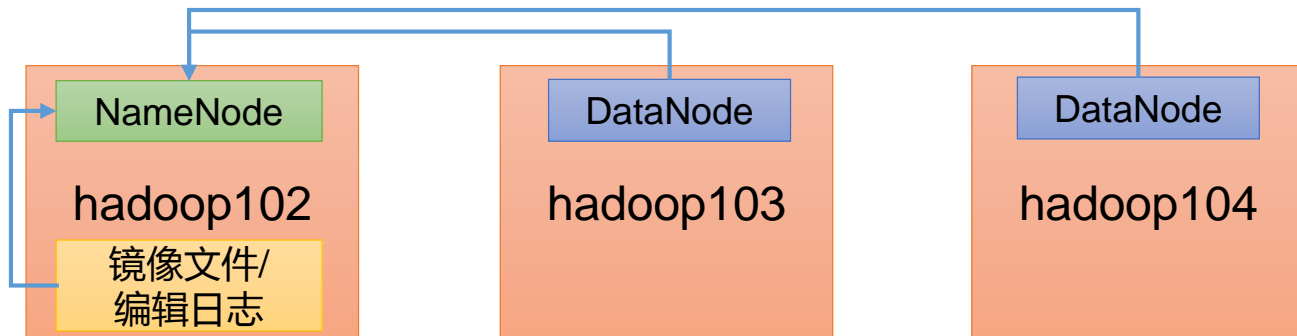 NameNode
DataNode
DataNode
hadoop102
hadoop103
hadoop104
镜像文件/
编辑日志